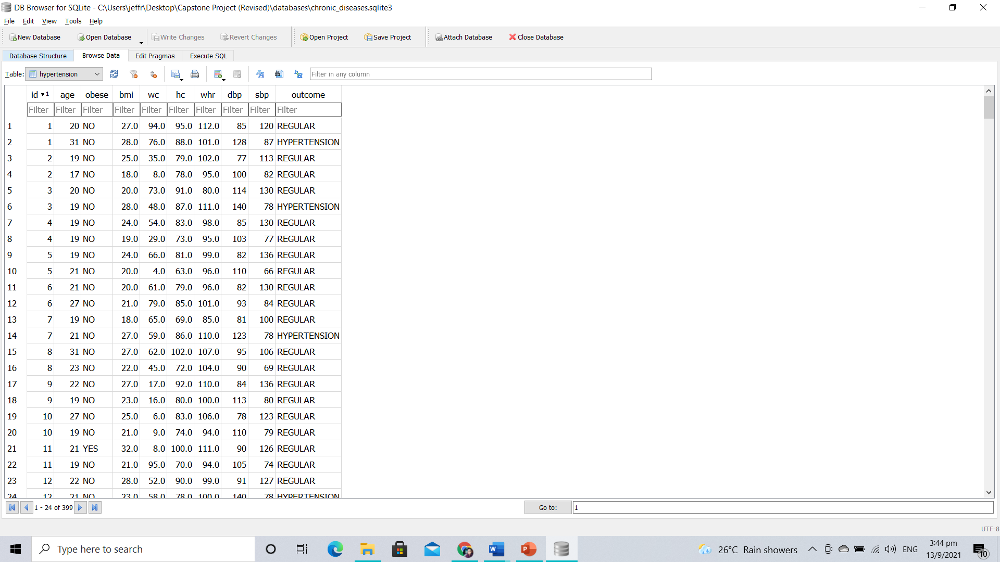 DB Browser for SQLite - C:\Users\jeffr\Desktop\Capstone Project (Revised)\databases\chronic_diseases.sqlite3
File Edit View Tools Help
New Database Open Database Write Changes Revert Changes Open Project Save Project Attach Database Close Database
Database Structure Browse Data Edit Pragmas Execute SQL
Table: hypertension Filter in any column
id 1 age obese bmi wc hc whr dbp sbp outcome
Filter Filter Filter Filter Filter Filter Filter Filter Filter Filter
1 1 20 NO 27.0 94.0 95.0 112.0 85 120 REGULAR
2 1 31 NO 28.0 76.0 88.0 101.0 128 87 HYPERTENSION
3 2 19 NO 25.0 35.0 79.0 102.0 77 113 REGULAR
4 2 17 NO 18.0 8.0 78.0 95.0 100 82 REGULAR
5 3 20 NO 20.0 73.0 91.0 80.0 114 130 REGULAR
6 3 19 NO 28.0 48.0 87.0 111.0 140 78 HYPERTENSION
7 4 19 NO 24.0 54.0 83.0 98.0 85 130 REGULAR
8 4 19 NO 19.0 29.0 73.0 95.0 103 77 REGULAR
9 5 19 NO 24.0 66.0 81.0 99.0 82 136 REGULAR
10 5 21 NO 20.0 4.0 63.0 96.0 110 66 REGULAR
11 6 21 NO 20.0 61.0 79.0 96.0 82 130 REGULAR
12 6 27 NO 21.0 79.0 85.0 101.0 93 84 REGULAR
13 7 19 NO 18.0 65.0 69.0 85.0 81 100 REGULAR
14 7 21 NO 27.0 59.0 86.0 110.0 123 78 HYPERTENSION
15 8 31 NO 27.0 62.0 102.0 107.0 95 106 REGULAR
16 8 23 NO 22.0 45.0 72.0 104.0 90 69 REGULAR
17 9 22 NO 27.0 17.0 92.0 110.0 84 136 REGULAR
18 9 19 NO 23.0 16.0 80.0 100.0 113 80 REGULAR
19 10 27 NO 25.0 6.0 83.0 106.0 78 123 REGULAR
20 10 19 NO 21.0 9.0 74.0 94.0 110 79 REGULAR
21 11 21 YES 32.0 8.0 100.0 111.0 90 126 REGULAR
22 11 19 NO 21.0 95.0 70.0 94.0 105 74 REGULAR
23 12 22 NO 28.0 52.0 90.0 99.0 91 127 REGULAR
24 12 21 NO 23.0 58.0 78.0 100.0 140 78 HYPERTENSION
1 - 24 of 399 Go to: 1
UTF-8
Type here to search 26°C Rain showers ENG 3:44 pm
13/9/2021 10